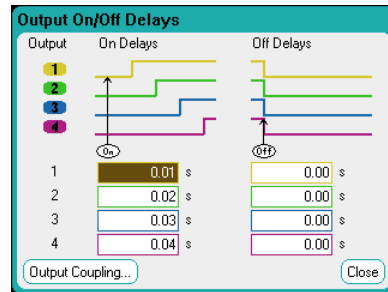 Output On/Off Delays
Output On Delays Off Delays
1
2
3
4
On Off
1 0.01 s 0.00 s
2 0.02 s 0.00 s
3 0.03 s 0.00 s
4 0.04 s 0.00 s
Output Coupling... Close